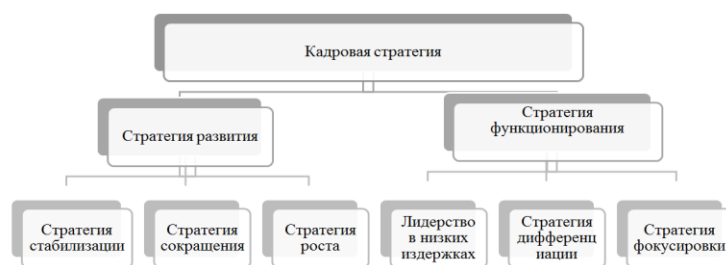 Кадровая стратегия
Стратегия развития
Стратегия
функционирования
Стратегия
стабилизации
Стратегия
сокращения
Стратегия
роста
Лидерство
в низких
издержках
Стратегия
дифференц
иации
Стратегия
фокусировки